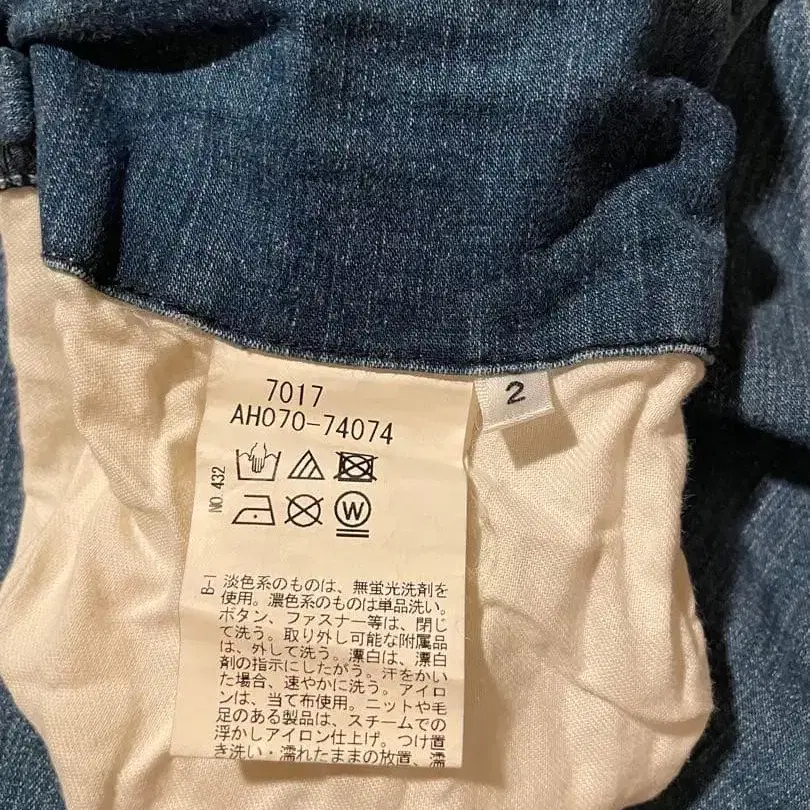 7017
AH070-74074
2
NO.432
W
B-1
淡色系のものは、無蛍光洗剤を
使用。濃色系のものは単品洗い。
ボタン、ファスナー等は、閉じ
て洗う。取り外し可能な附属品
は、外して洗う。漂白は、漂白
剤の指示にしたがう。汗をかい
た場合、速やかに洗う。アイロ
ンは、当て布使用。ニットや毛
足のある製品は、スチームでの
浮かしアイロン仕上げ。つけ置
き洗い・濡れたままの放置、濡